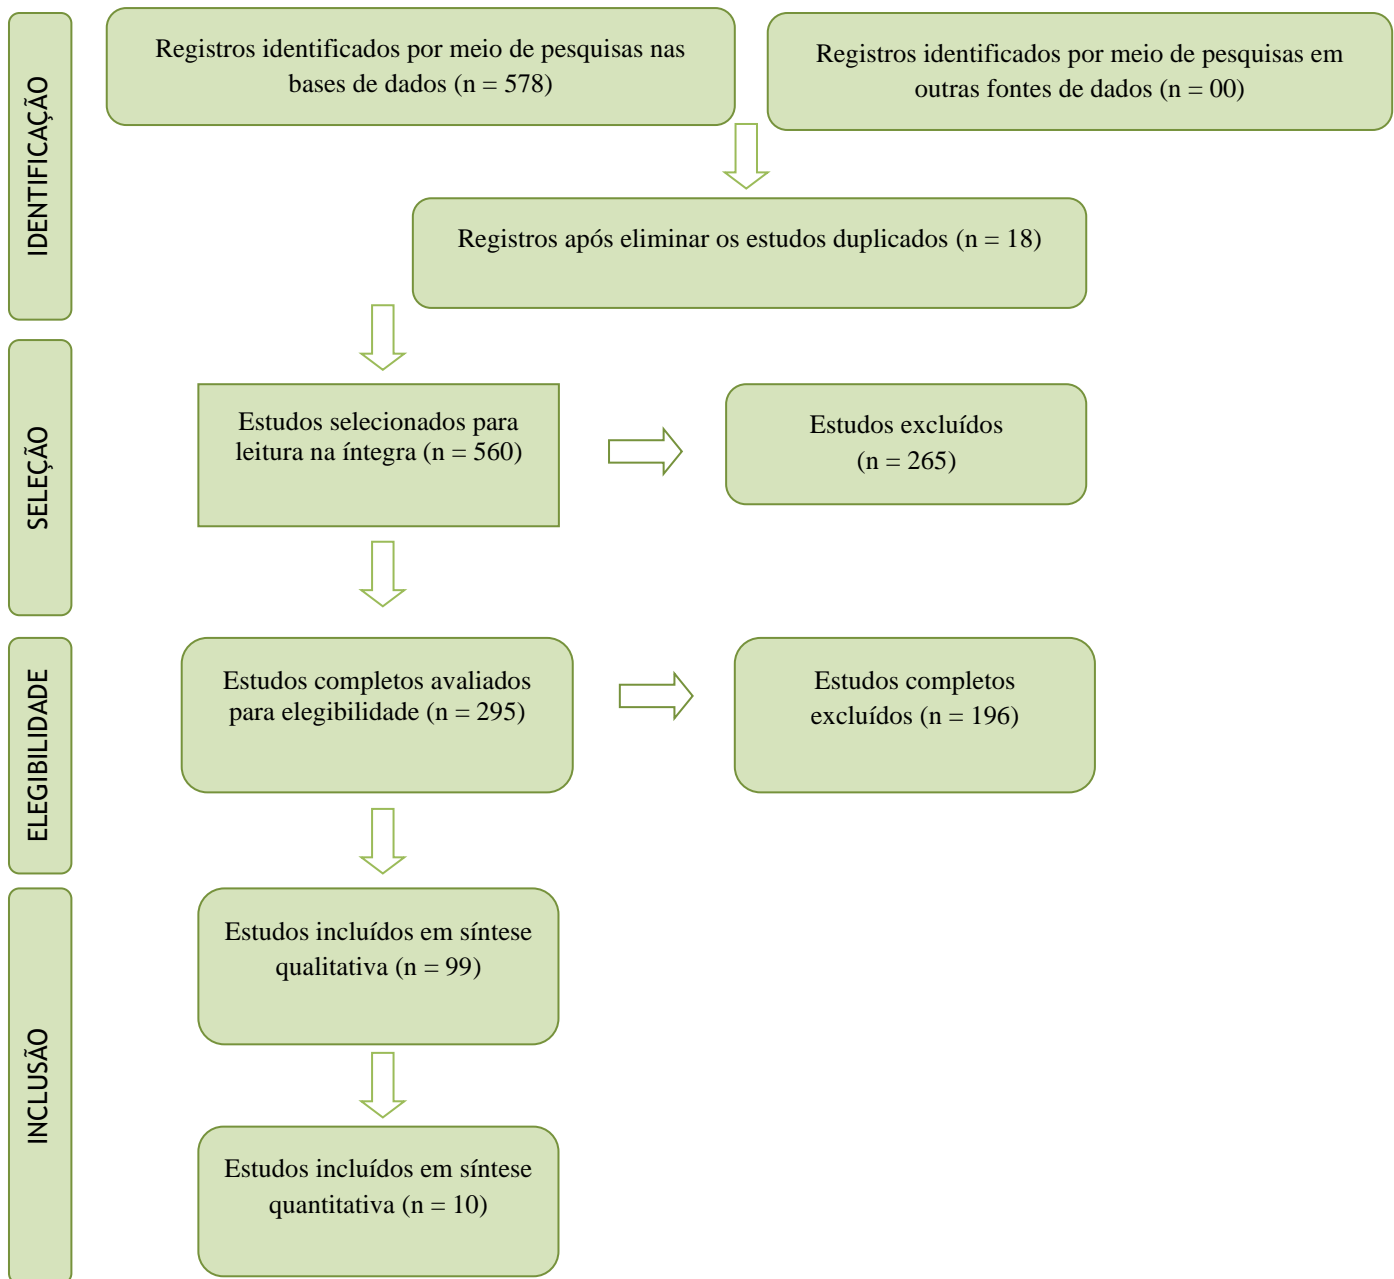 IDENTIFICAÇÃO
Registros identificados por meio de pesquisas nas
bases de dados (n = 578)
Registros identificados por meio de pesquisas em
outras fontes de dados (n = 00)
Registros após eliminar os estudos duplicados (n = 18)
SELEÇÃO
Estudos selecionados para
leitura na íntegra (n = 560)
Estudos excluídos
(n = 265)
ELEGIBILIDADE
Estudos completos avaliados
para elegibilidade (n = 295)
Estudos completos
excluídos (n = 196)
INCLUSÃO
Estudos incluídos em síntese
qualitativa (n = 99)
Estudos incluídos em síntese
quantitativa (n = 10)